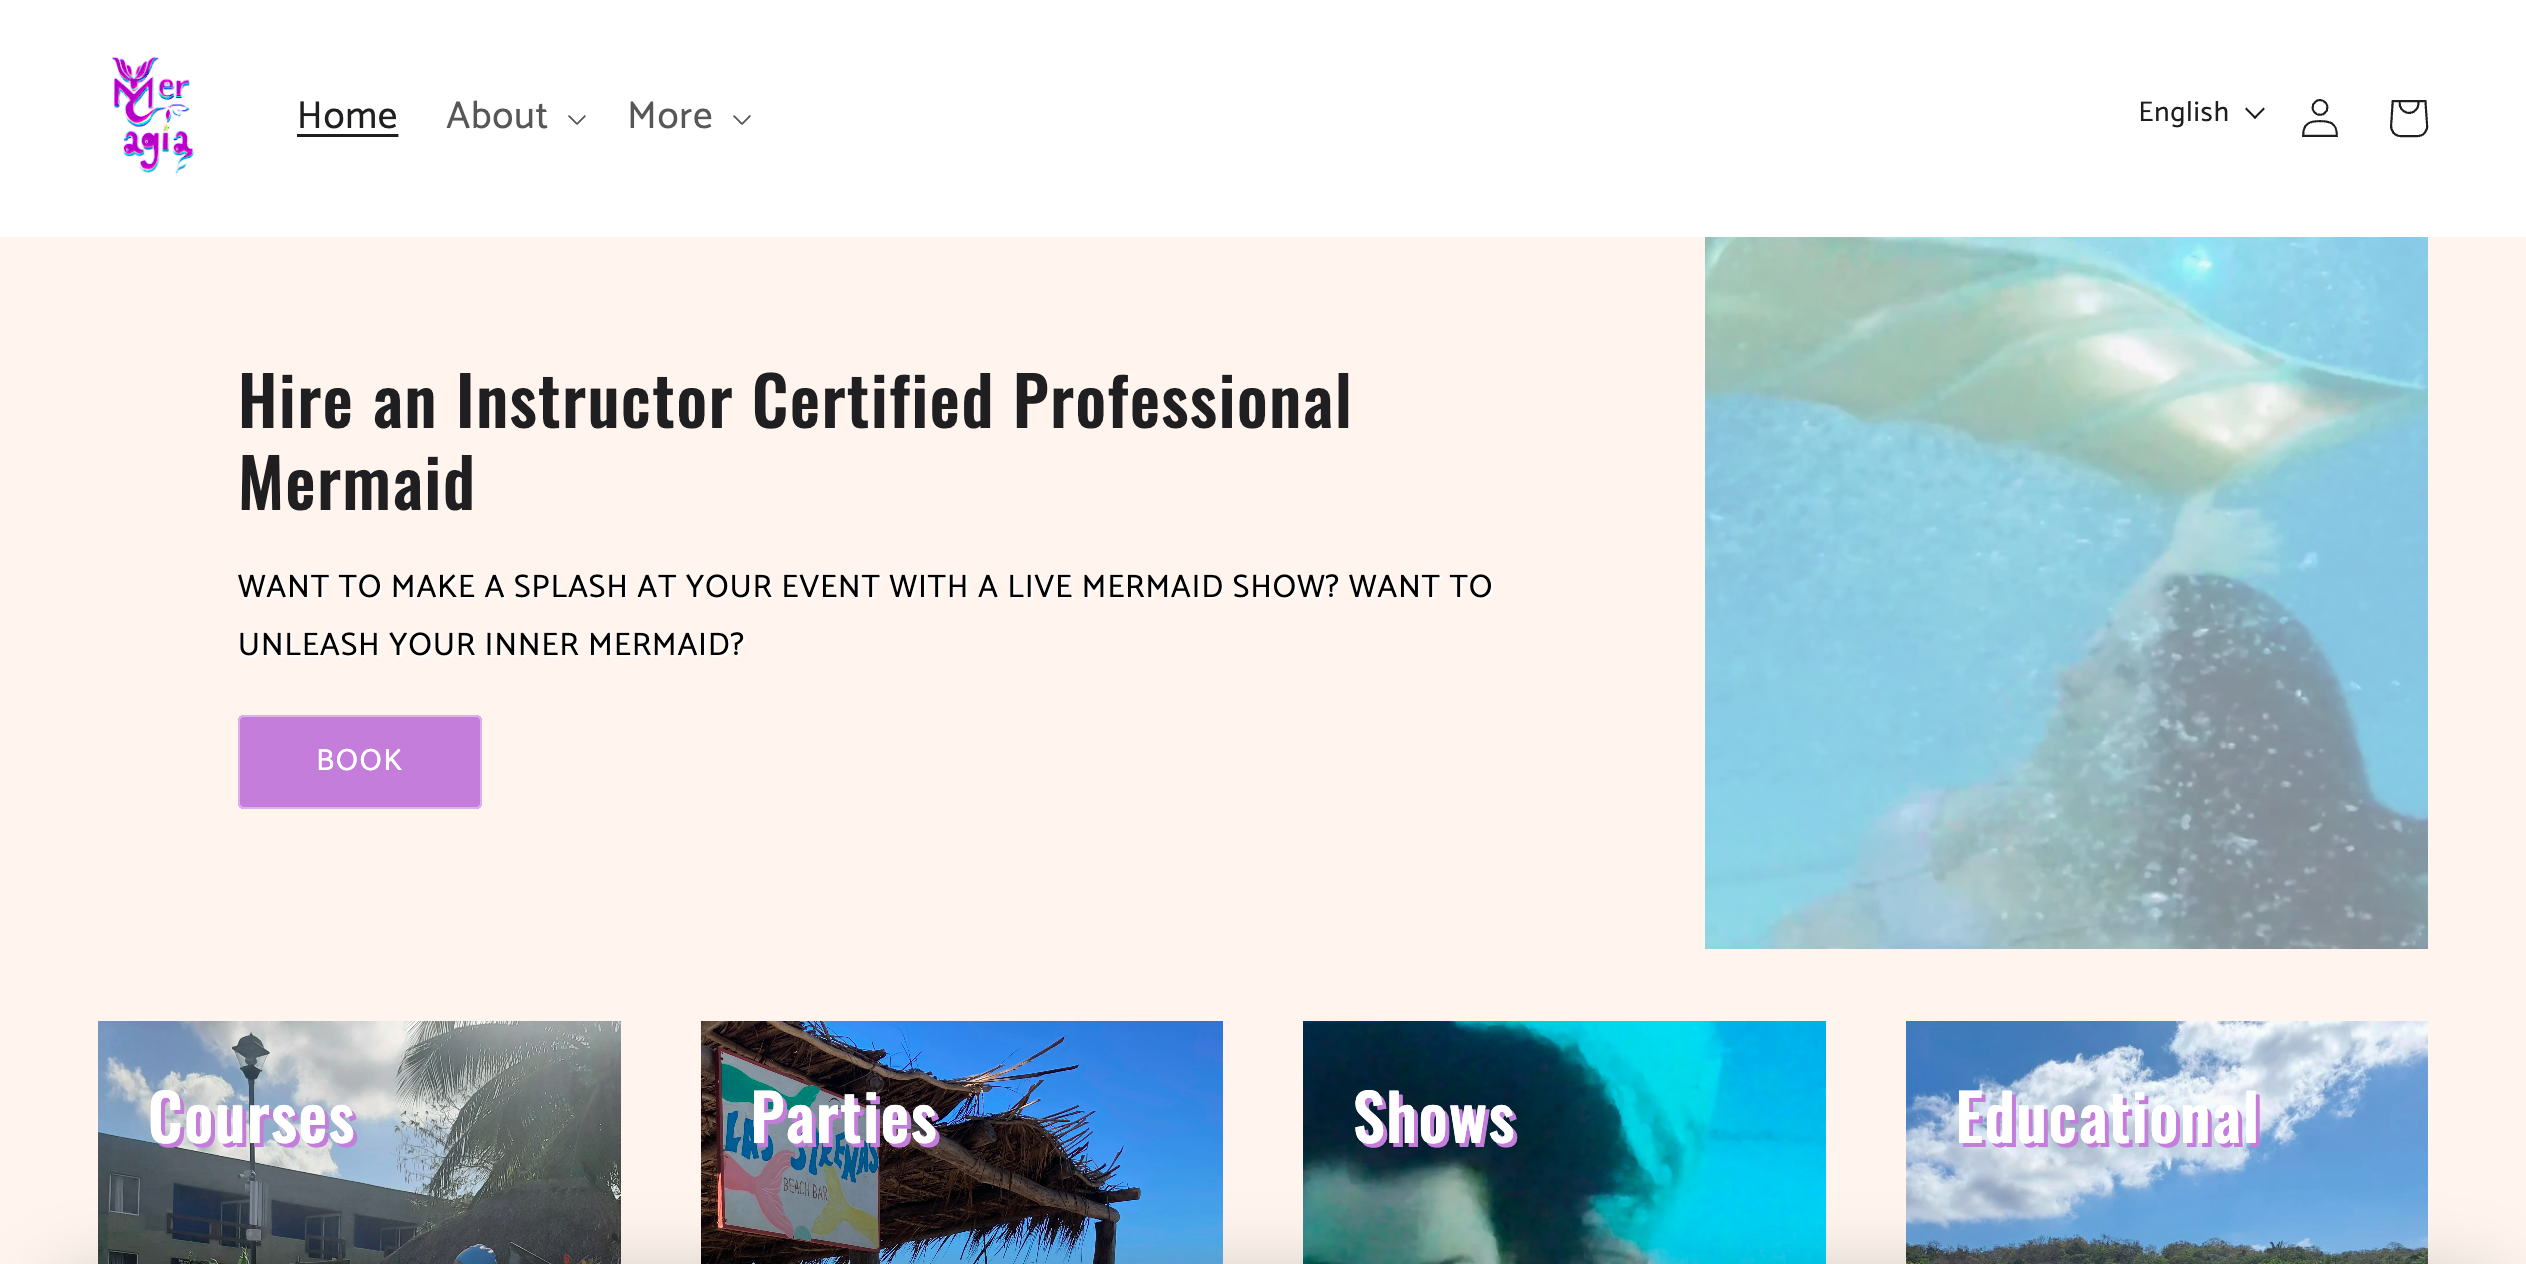 Mer
agia
Home
About
More
English
Hire an Instructor Certified Professional
Mermaid
WANT TO MAKE A SPLASH AT YOUR EVENT WITH A LIVE MERMAID SHOW? WANT TO
UNLEASH YOUR INNER MERMAID?
BOOK
Courses
Parties
LAS SIRENAS
BEACH BAR
Shows
Educational